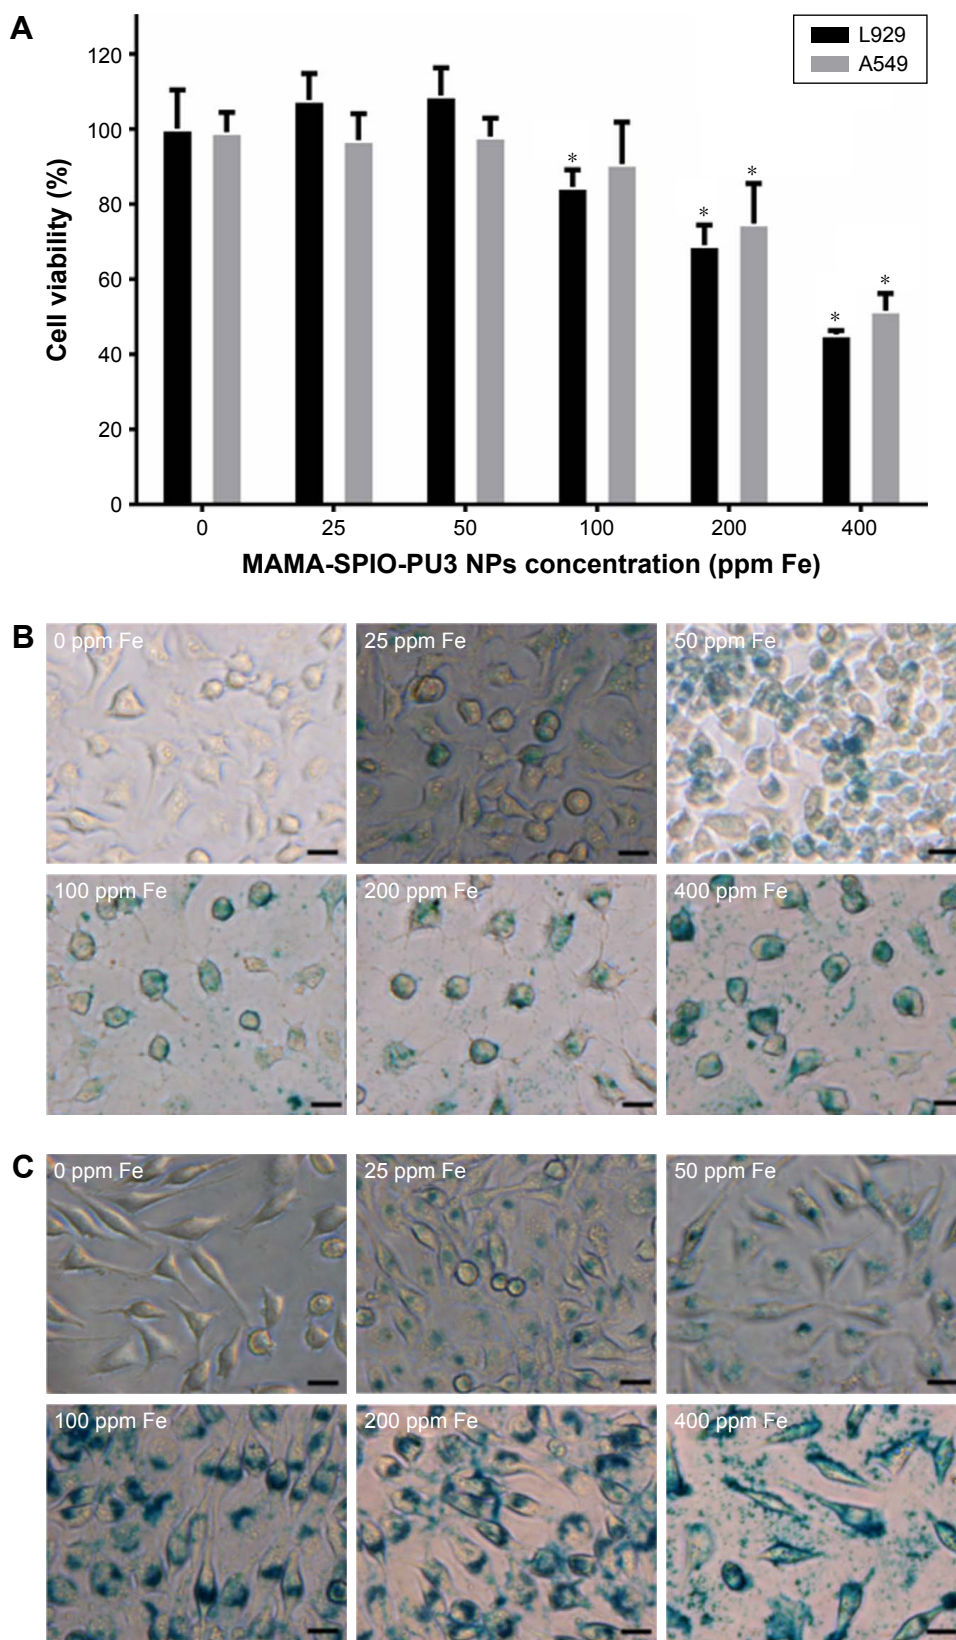 A
L929
A549
Cell viability (%)
120
100
80
60
40
20
0
*
*
*
*
*
0
25
50
100
200
400
MAMA-SPIO-PU3 NPs concentration (ppm Fe)
B
0 ppm Fe
25 ppm Fe
50 ppm Fe
100 ppm Fe
200 ppm Fe
400 ppm Fe
C
0 ppm Fe
25 ppm Fe
50 ppm Fe
100 ppm Fe
200 ppm Fe
400 ppm Fe